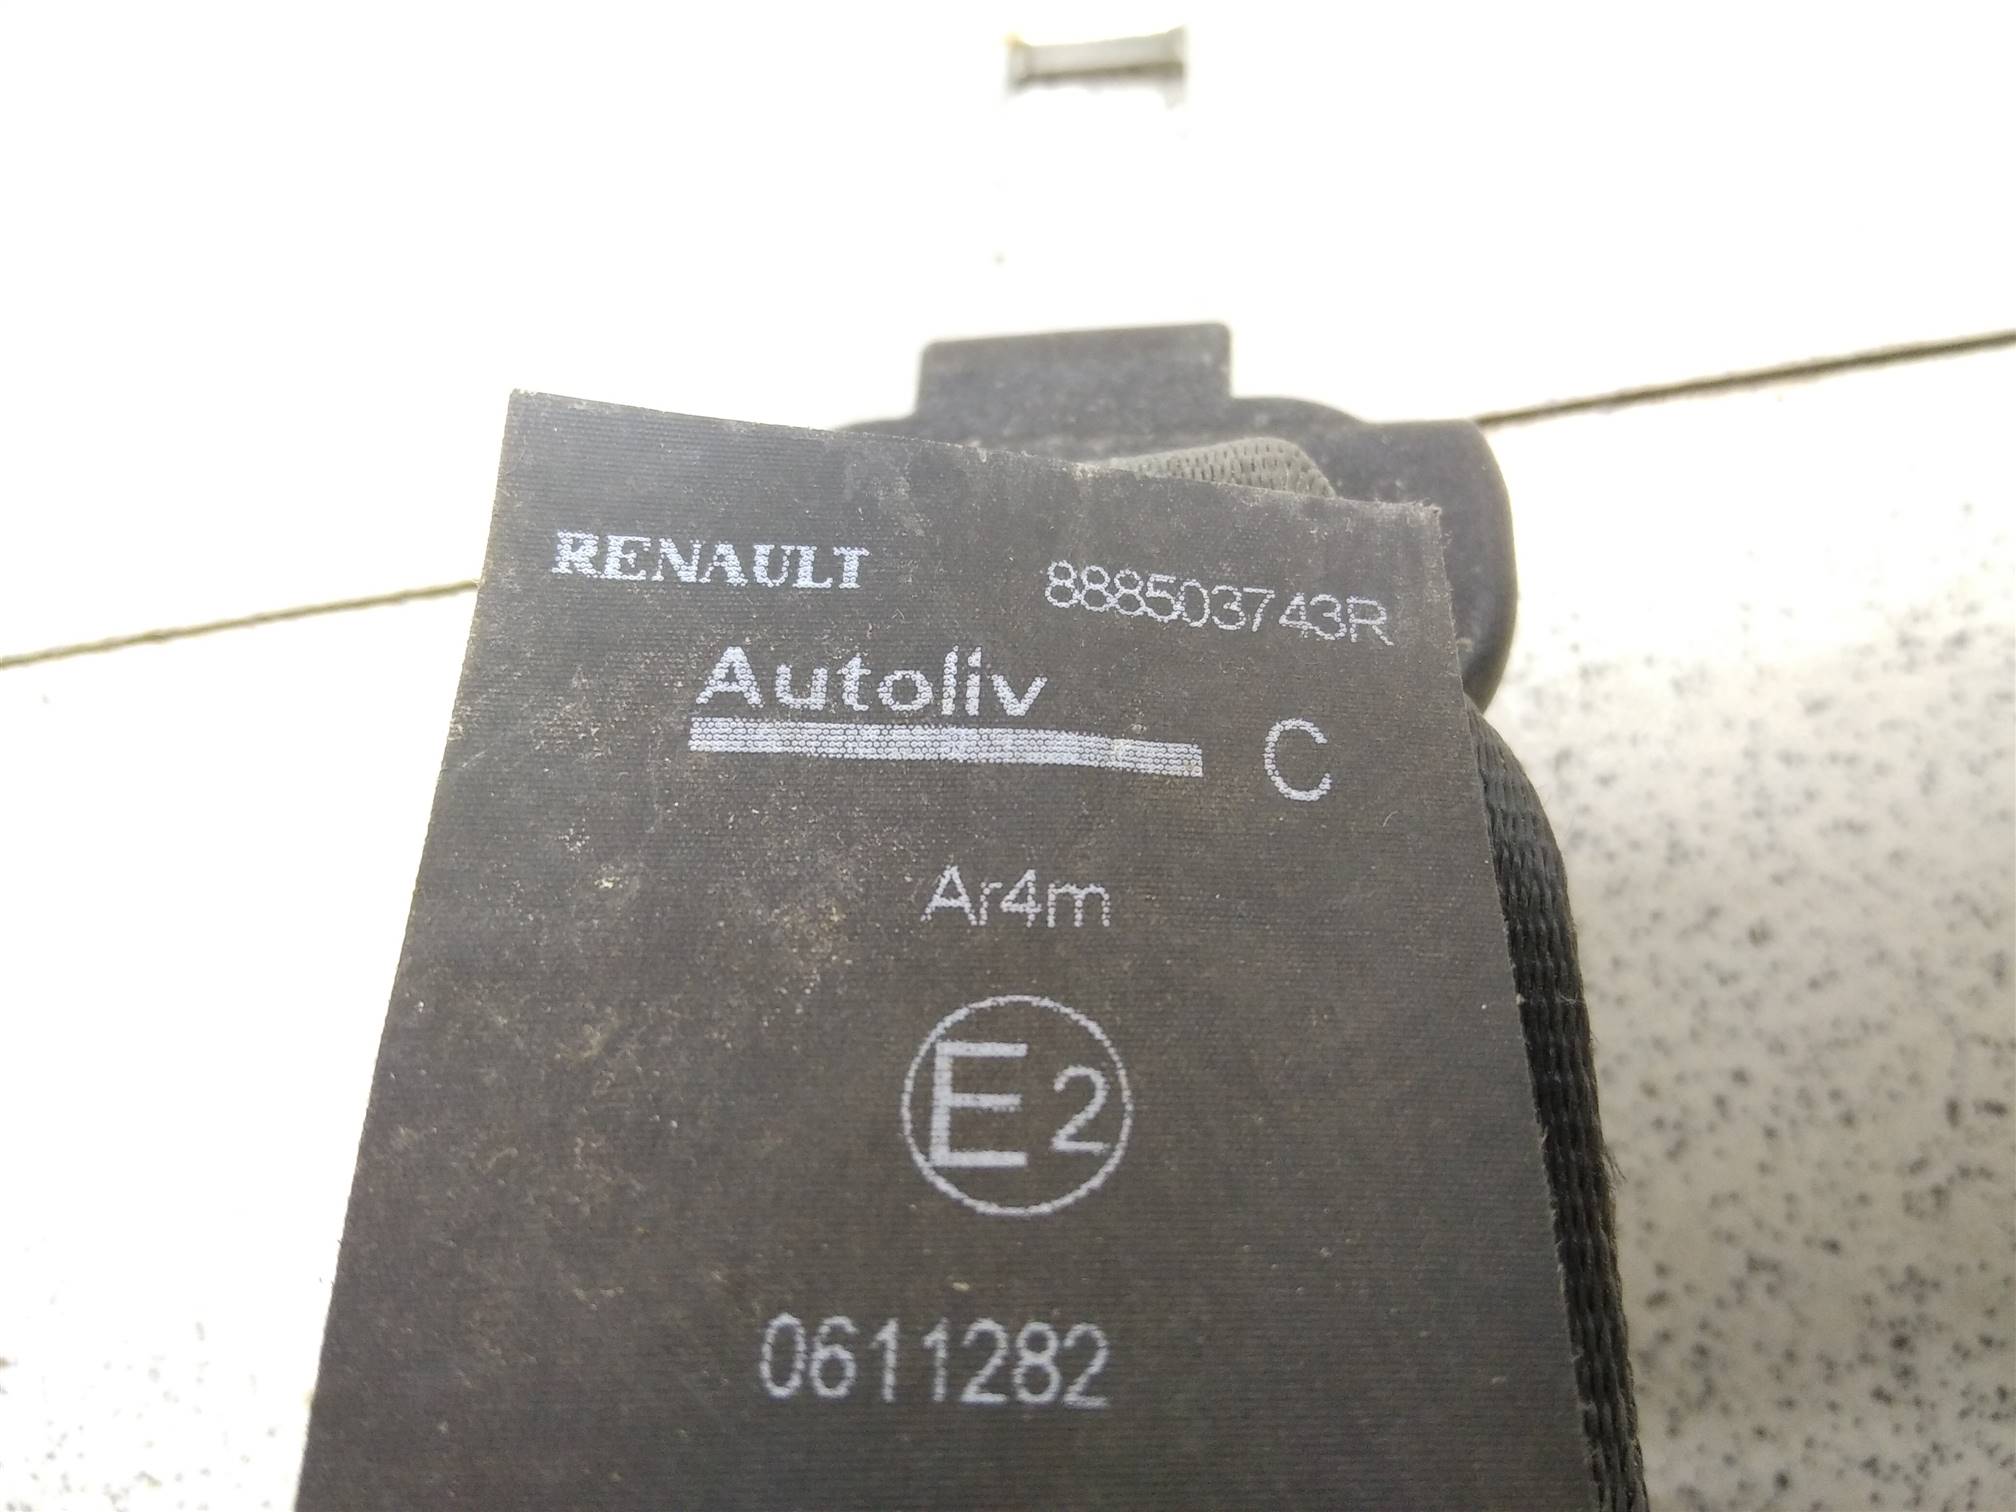 RENAULT 888503743R
Autoliv
C
Ar4m
E2
0611282